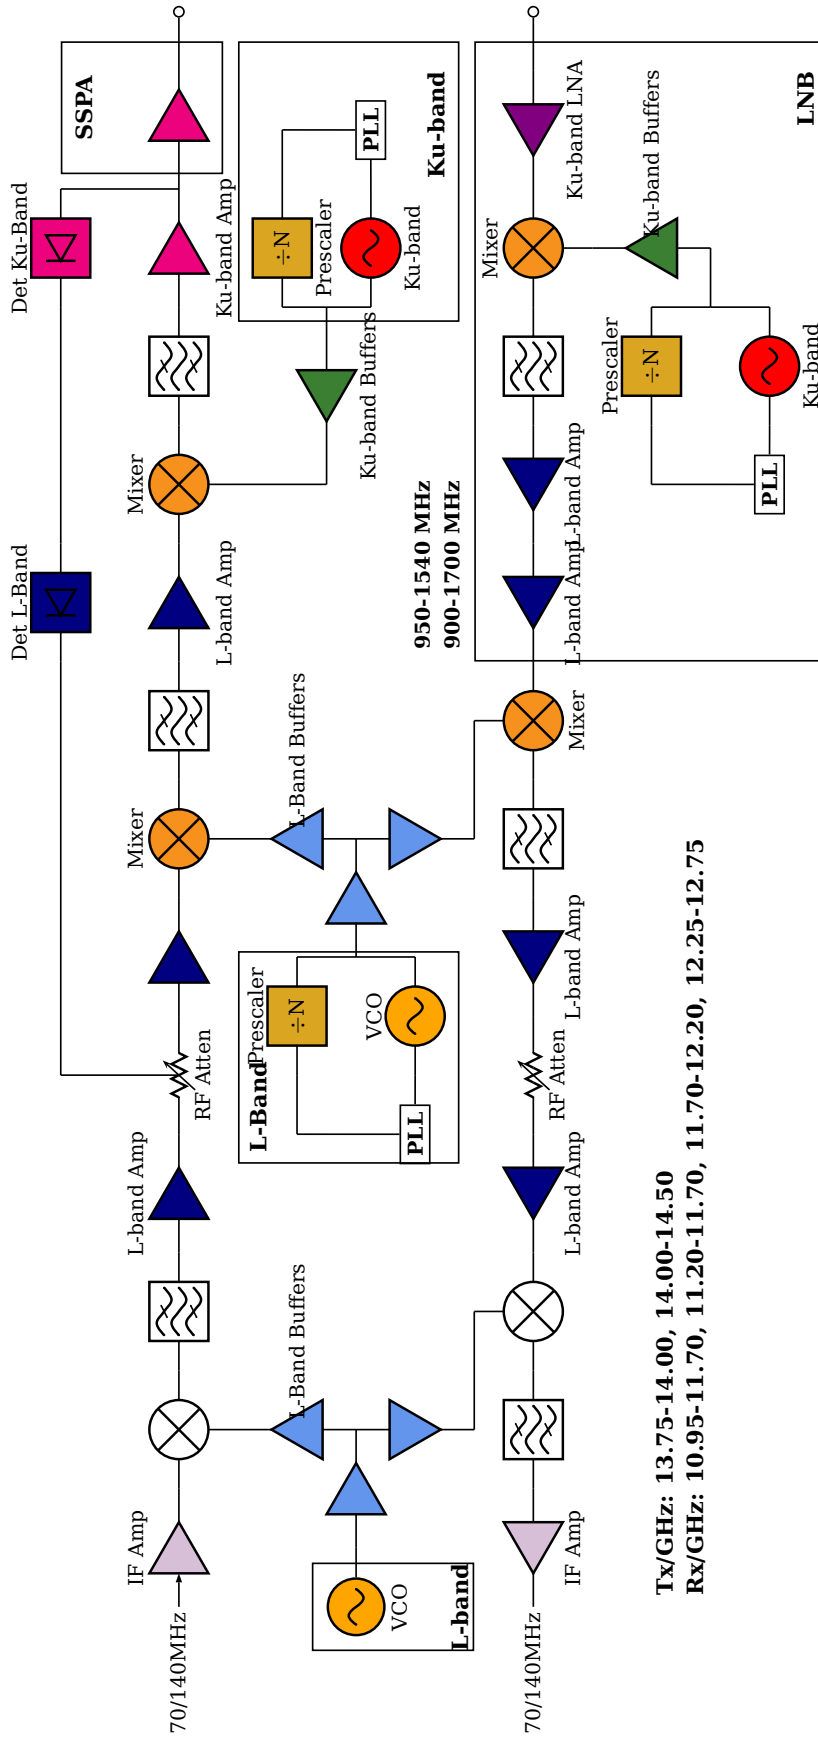 70/140MHz
IF Amp
L-Band Buffers
L-band Amp
RF Atten
Mixer
L-Band Buffers
L-band Amp
Mixer
Ku-band Amp
SSPA
Det L-Band
Det Ku-Band
VCO
L-band
L-Band
Prescaler
÷N
VCO
PLL
Ku-band Buffers
Prescaler
÷N
Ku-band
PLL
Ku-band
950-1540 MHz
900-1700 MHz
70/140MHz
IF Amp
L-band Amp
RF Atten
L-band Amp
Mixer
L-band Amp
L-band Amp
Mixer
Ku-band LNA
Ku-band Buffers
Prescaler
÷N
Ku-band
PLL
LNB
Tx/GHz: 13.75-14.00, 14.00-14.50
Rx/GHz: 10.95-11.70, 11.20-11.70, 11.70-12.20, 12.25-12.75